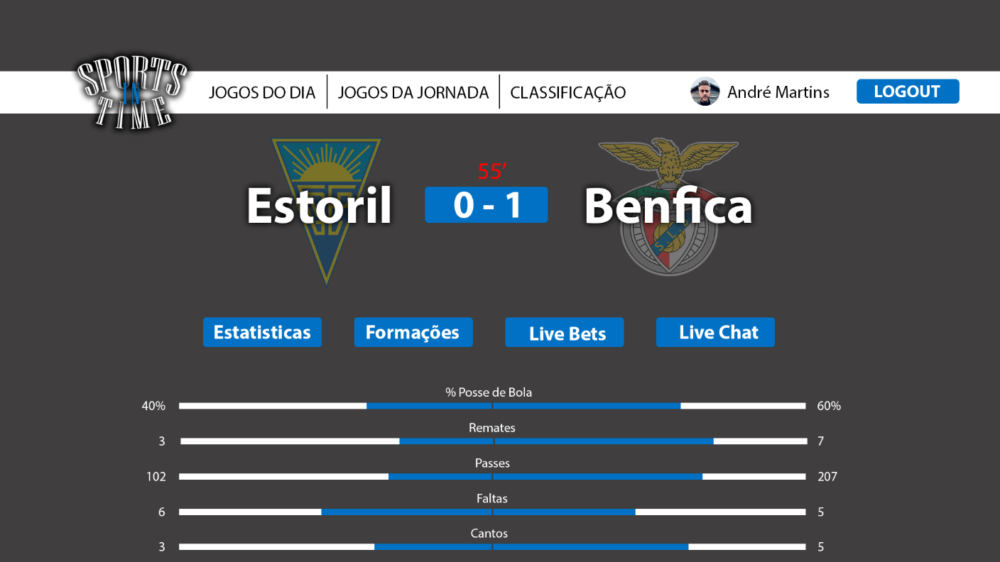 SPORTS
IN
TIME
JOGOS DO DIA
JOGOS DA JORNADA
CLASSIFICAÇÃO
André Martins
LOGOUT
55’
Estoril
0 - 1
Benfica
S. L. B.
Estatisticas
Formações
Live Bets
Live Chat
% Posse de Bola
40%
60%
Remates
3
7
Passes
102
207
Faltas
6
5
Cantos
3
5